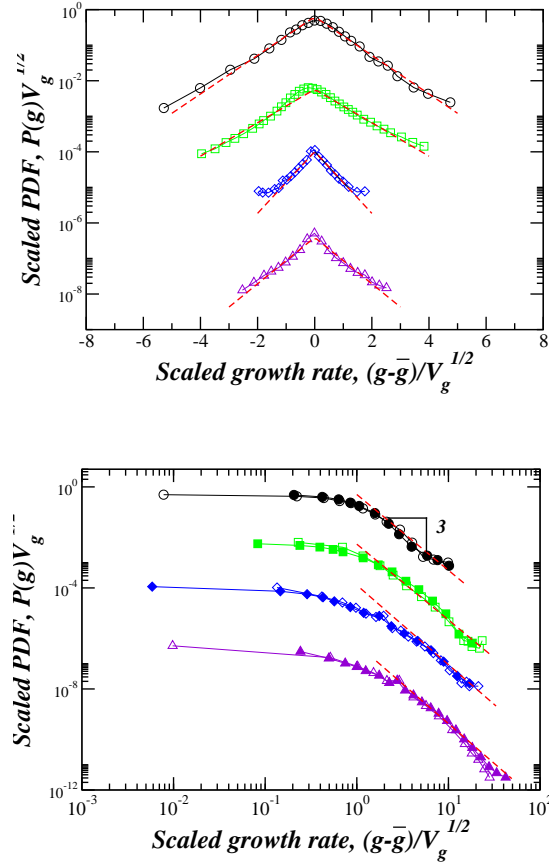 10^0
10^-2
10^-4
10^-6
10^-8
Scaled PDF, P(g)V_g^1/2
-8 -6 -4 -2 0 2 4 6 8
Scaled growth rate, (g-g̅)/V_g^1/2
10^0
10^-4
10^-8
10^-12
Scaled PDF, P(g)V_g
3
10^-3 10^-2 10^-1 10^0 10^1 10^2
Scaled growth rate, (g-g̅)/V_g^1/2